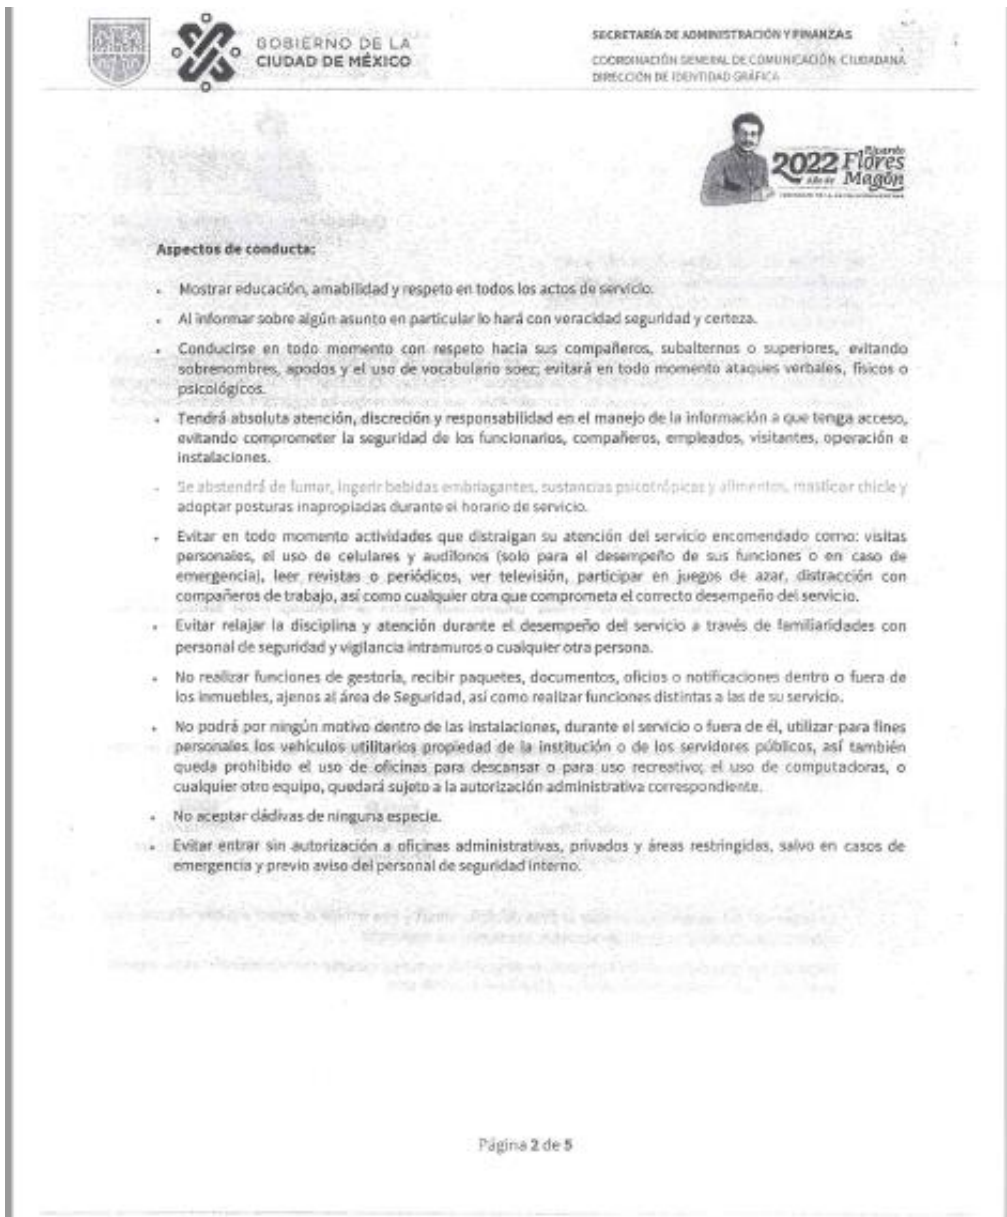 GOBIERNO DE LA
CIUDAD DE MÉXICO
SECRETARÍA DE ADMINISTRACIÓN Y FINANZAS
COORDINACIÓN GENERAL DE COMUNICACIÓN CIUDADANA
DIRECCIÓN DE IDENTIDAD GRÁFICA
2022 Ricardo
Flores
Año de Magón
Aspectos de conducta:
• Mostrar educación, amabilidad y respeto en todos los actos de servicio.
• Al informar sobre algún asunto en particular lo hará con veracidad seguridad y certeza.
• Conducirse en todo momento con respeto hacia sus compañeros, subalternos o superiores, evitando
sobrenombres, apodos y el uso de vocabulario soez; evitará en todo momento ataques verbales, físicos o
psicológicos.
• Tendrá absoluta atención, discreción y responsabilidad en el manejo de la información a que tenga acceso,
evitando comprometer la seguridad de los funcionarios, compañeros, empleados, visitantes, operación e
instalaciones.
• Se abstendrá de fumar, ingerir bebidas embriagantes, sustancias psicotrópicas y alimentos, masticar chicle y
adoptar posturas inapropiadas durante el horario de servicio.
• Evitar en todo momento actividades que distraigan su atención del servicio encomendado como: visitas
personales, el uso de celulares y audífonos (solo para el desempeño de sus funciones o en caso de
emergencia), leer revistas o periódicos, ver televisión, participar en juegos de azar, distracción con
compañeros de trabajo, así como cualquier otra que comprometa el correcto desempeño del servicio.
• Evitar relajar la disciplina y atención durante el desempeño del servicio a través de familiaridades con
personal de seguridad y vigilancia intramuros o cualquier otra persona.
• No realizar funciones de gestoría, recibir paquetes, documentos, oficios o notificaciones dentro o fuera de
los inmuebles, ajenos al área de Seguridad, así como realizar funciones distintas a las de su servicio.
• No podrá por ningún motivo dentro de las instalaciones, durante el servicio o fuera de él, utilizar para fines
personales los vehículos utilitarios propiedad de la institución o de los servidores públicos, así también
queda prohibido el uso de oficinas para descansar o para uso recreativo; el uso de computadoras, o
cualquier otro equipo, quedará sujeto a la autorización administrativa correspondiente.
• No aceptar dádivas de ninguna especie.
• Evitar entrar sin autorización a oficinas administrativas, privados y áreas restringidas, salvo en casos de
emergencia y previo aviso del personal de seguridad interno.
Página 2 de 5